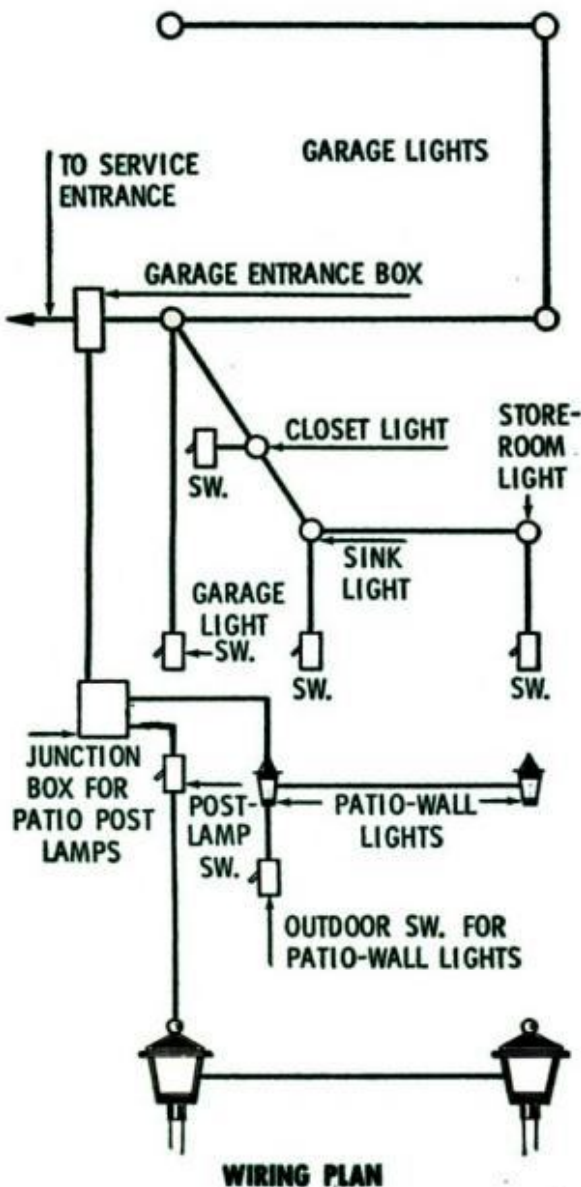 GARAGE LIGHTS
TO SERVICE
ENTRANCE
GARAGE ENTRANCE BOX
CLOSET LIGHT
STORE-
ROOM
LIGHT
SW.
SINK
LIGHT
GARAGE
LIGHT
SW.
SW.
SW.
JUNCTION
BOX FOR
PATIO POST
LAMPS
POST-
LAMP
SW.
PATIO-WALL
LIGHTS
OUTDOOR SW. FOR
PATIO-WALL LIGHTS
WIRING PLAN